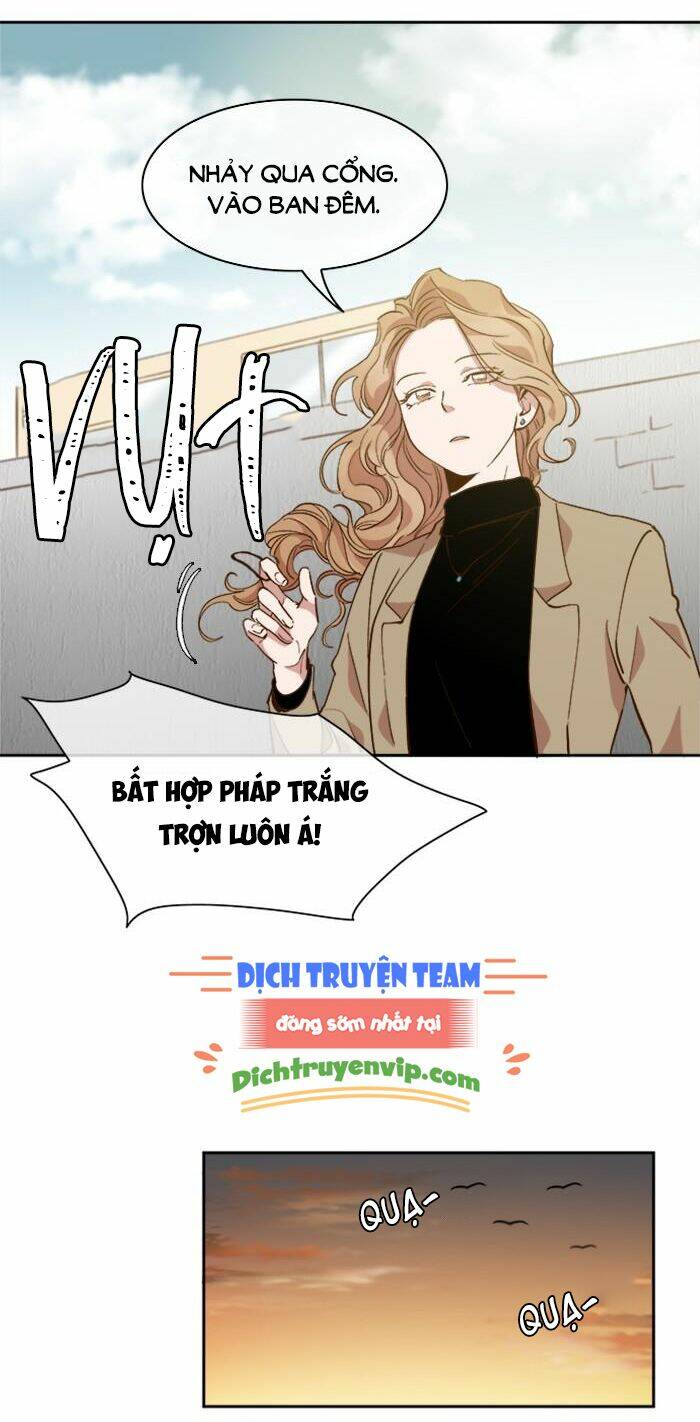 NHẢY QUA CỔNG.
VÀO BAN ĐÊM.
VỤT
BẤT HỢP PHÁP TRẮNG
TRỢN LUÔN Á!
DỊCH TRUYỆN TEAM
đăng sớm nhất tại
Dichtruyenvip.com
QUẠ~
QUẠ~